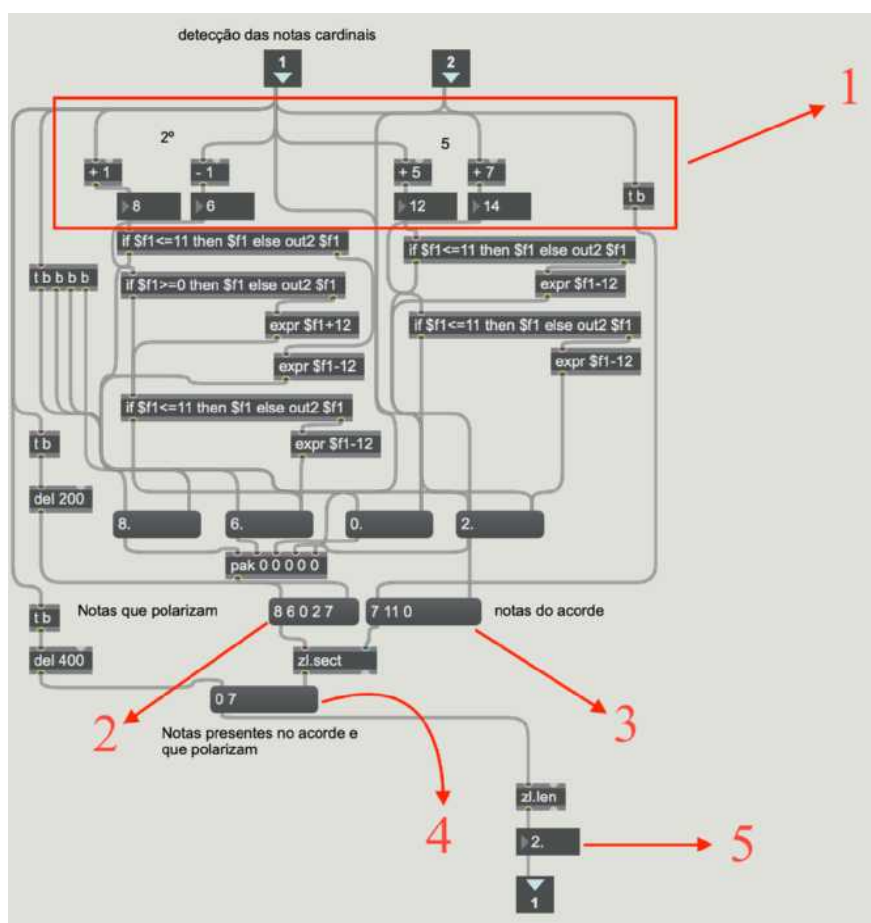 detecção das notas cardinais
1
2
1
2º
5
+ 1
- 1
+ 5
+ 7
t b
8
6
12
14
if $f1<=11 then $f1 else out2 $f1
if $f1<=11 then $f1 else out2 $f1
t b b b b
if $f1>=0 then $f1 else out2 $f1
expr $f1-12
expr $f1+12
if $f1<=11 then $f1 else out2 $f1
expr $f1-12
expr $f1-12
if $f1<=11 then $f1 else out2 $f1
t b
expr $f1-12
del 200
8.
6.
0.
2.
pak 0 0 0 0 0
t b
Notas que polarizam
8 6 0 2 7
7 11 0
notas do acorde
del 400
zl.sect
0 7
2
3
Notas presentes no acorde e
que polarizam
zl.len
4
2.
5
1